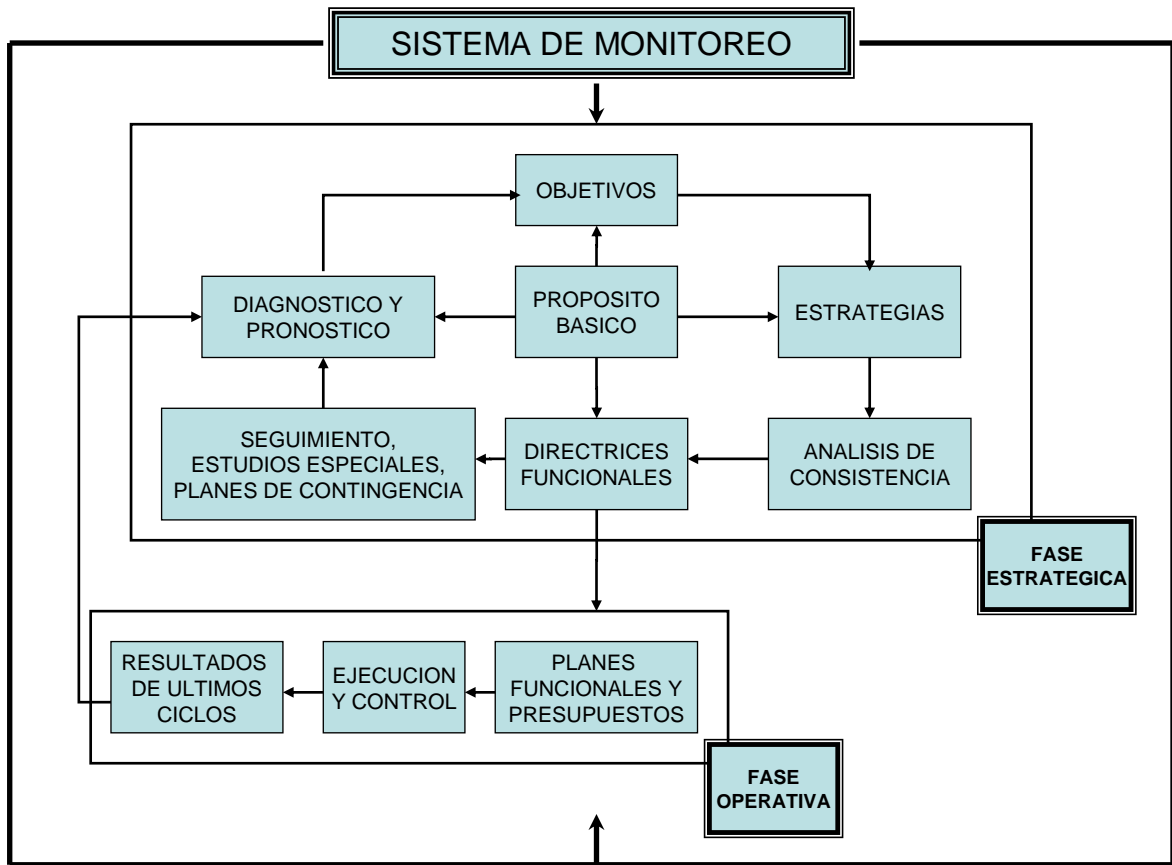 SISTEMA DE MONITOREO
OBJETIVOS
DIAGNOSTICO Y
PRONOSTICO
PROPOSITO
BASICO
ESTRATEGIAS
SEGUIMIENTO,
ESTUDIOS ESPECIALES,
PLANES DE CONTINGENCIA
DIRECTRICES
FUNCIONALES
ANALISIS DE
CONSISTENCIA
FASE
ESTRATEGICA
RESULTADOS
DE ULTIMOS
CICLOS
EJECUCION
Y CONTROL
PLANES
FUNCIONALES Y
PRESUPUESTOS
FASE
OPERATIVA